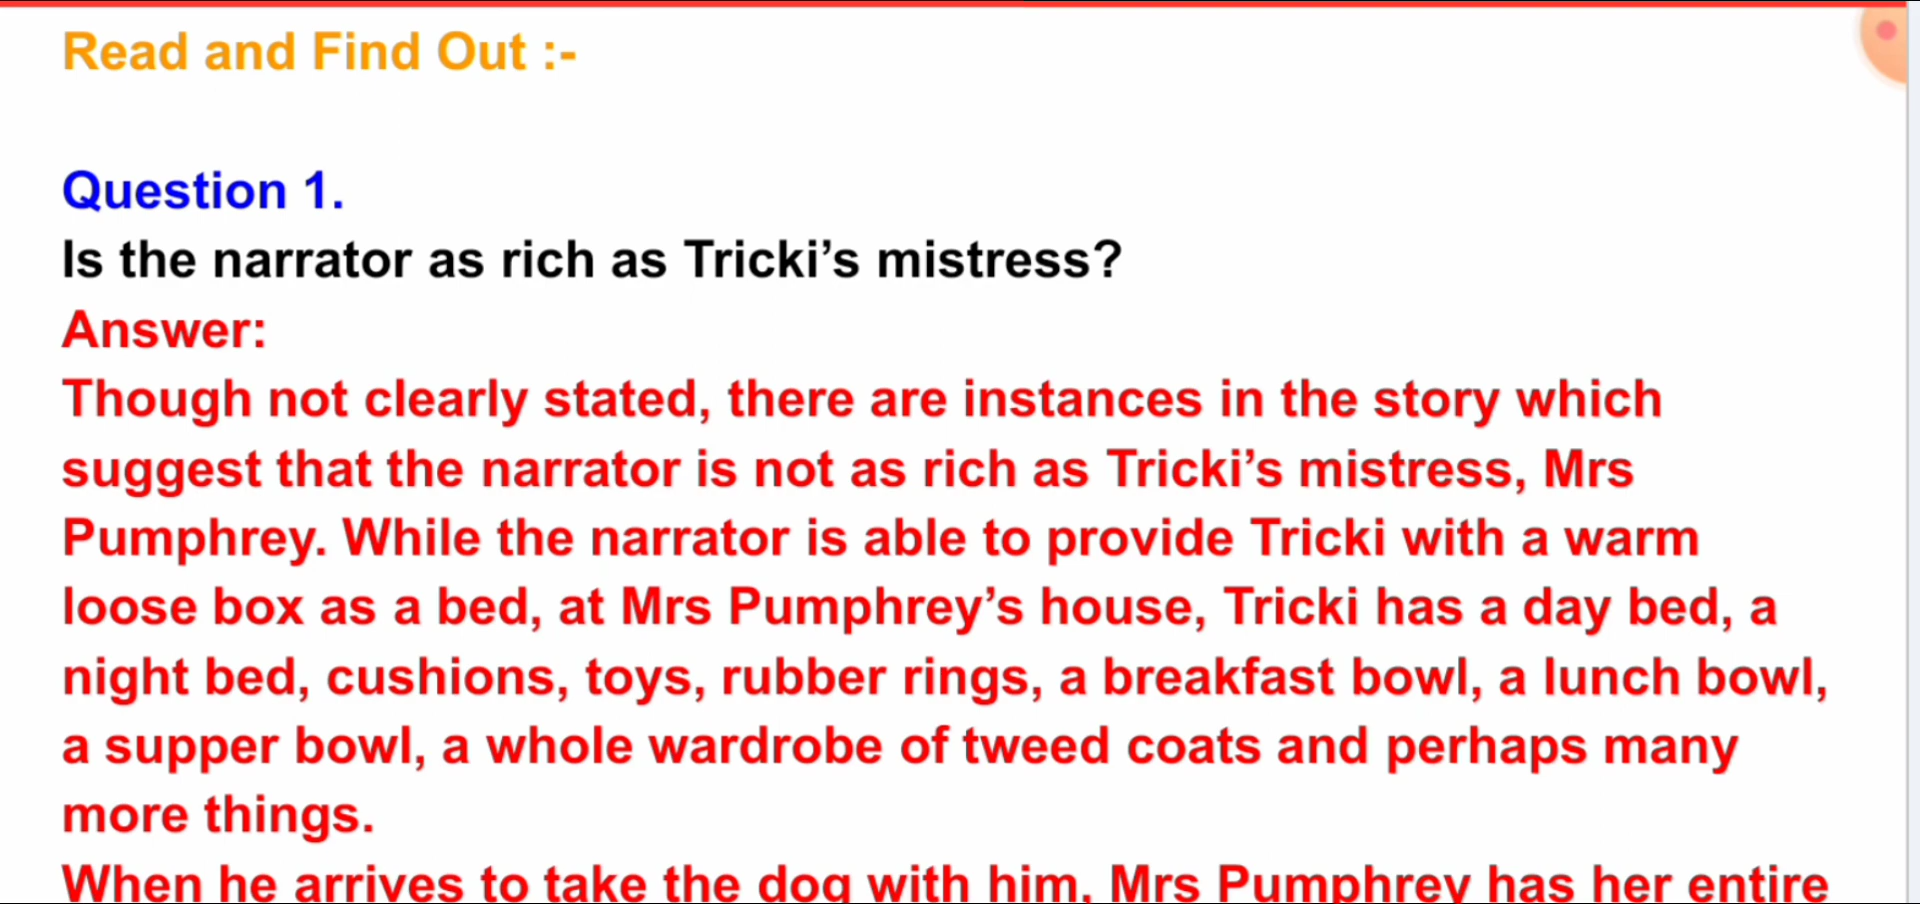 Read and Find Out :-
Question 1.
Is the narrator as rich as Tricki’s mistress?
Answer:
Though not clearly stated, there are instances in the story which
suggest that the narrator is not as rich as Tricki’s mistress, Mrs
Pumphrey. While the narrator is able to provide Tricki with a warm
loose box as a bed, at Mrs Pumphrey’s house, Tricki has a day bed, a
night bed, cushions, toys, rubber rings, a breakfast bowl, a lunch bowl,
a supper bowl, a whole wardrobe of tweed coats and perhaps many
more things.
When he arrives to take the dog with him, Mrs Pumphrey has her entire